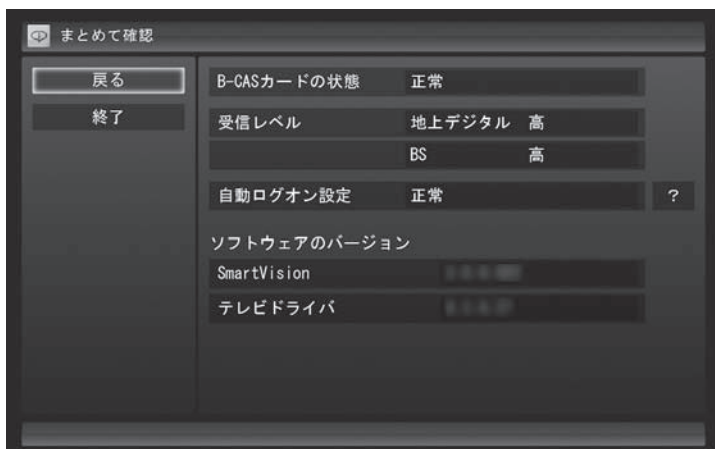 まとめて確認
戻る
終了
B-CASカードの状態 正常
受信レベル 地上デジタル 高
BS 高
自動ログオン設定 正常 ?
ソフトウェアのバージョン
SmartVision
テレビドライバ